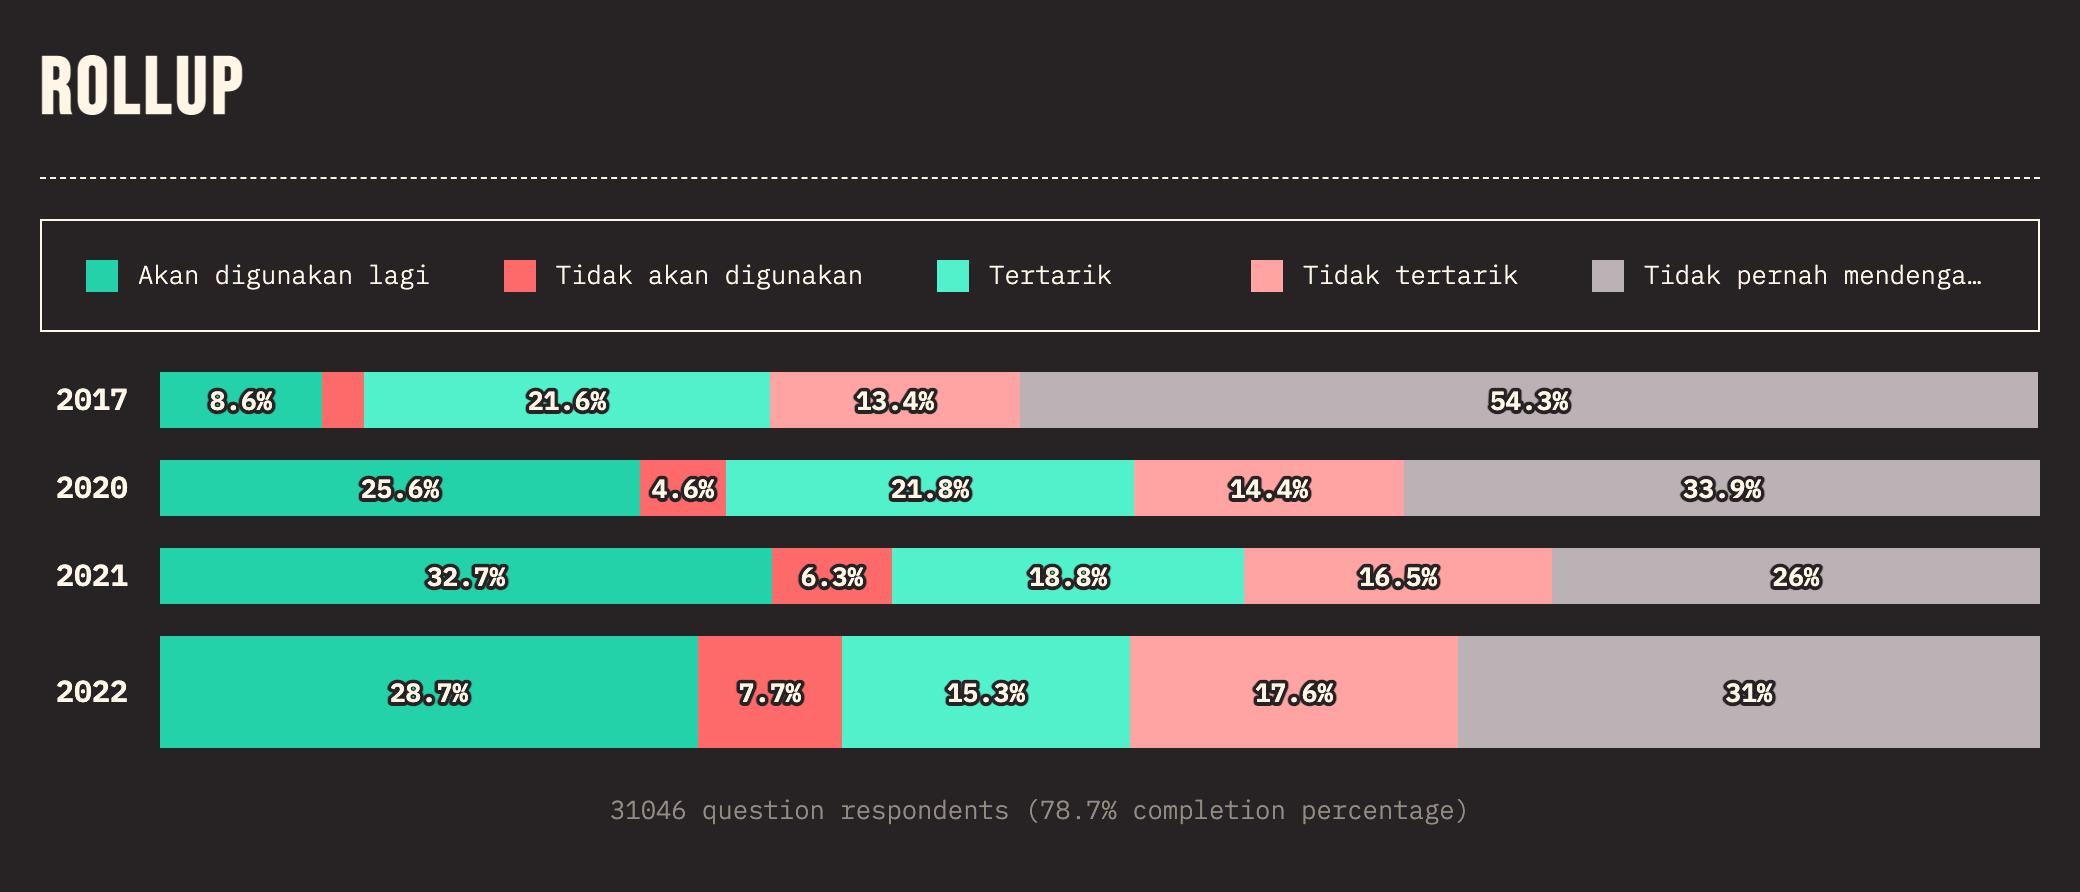 ROLLUP
Akan digunakan lagi Tidak akan digunakan Tertarik Tidak tertarik Tidak pernah mendenga…
2017 8.6% 21.6% 13.4% 54.3%
2020 25.6% 4.6% 21.8% 14.4% 33.9%
2021 32.7% 6.3% 18.8% 16.5% 26%
2022 28.7% 7.7% 15.3% 17.6% 31%
31046 question respondents (78.7% completion percentage)